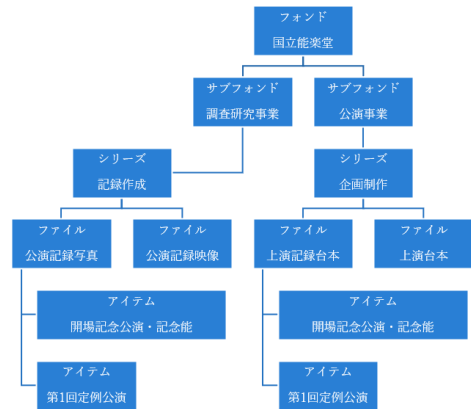 フォンド
国立能楽堂
サブフォンド
調査研究事業
サブフォンド
公演事業
シリーズ
記録作成
シリーズ
企画制作
ファイル
公演記録写真
ファイル
公演記録映像
ファイル
上演記録台本
ファイル
上演台本
アイテム
開場記念公演・記念能
アイテム
開場記念公演・記念能
アイテム
第1回定例公演
アイテム
第1回定例公演